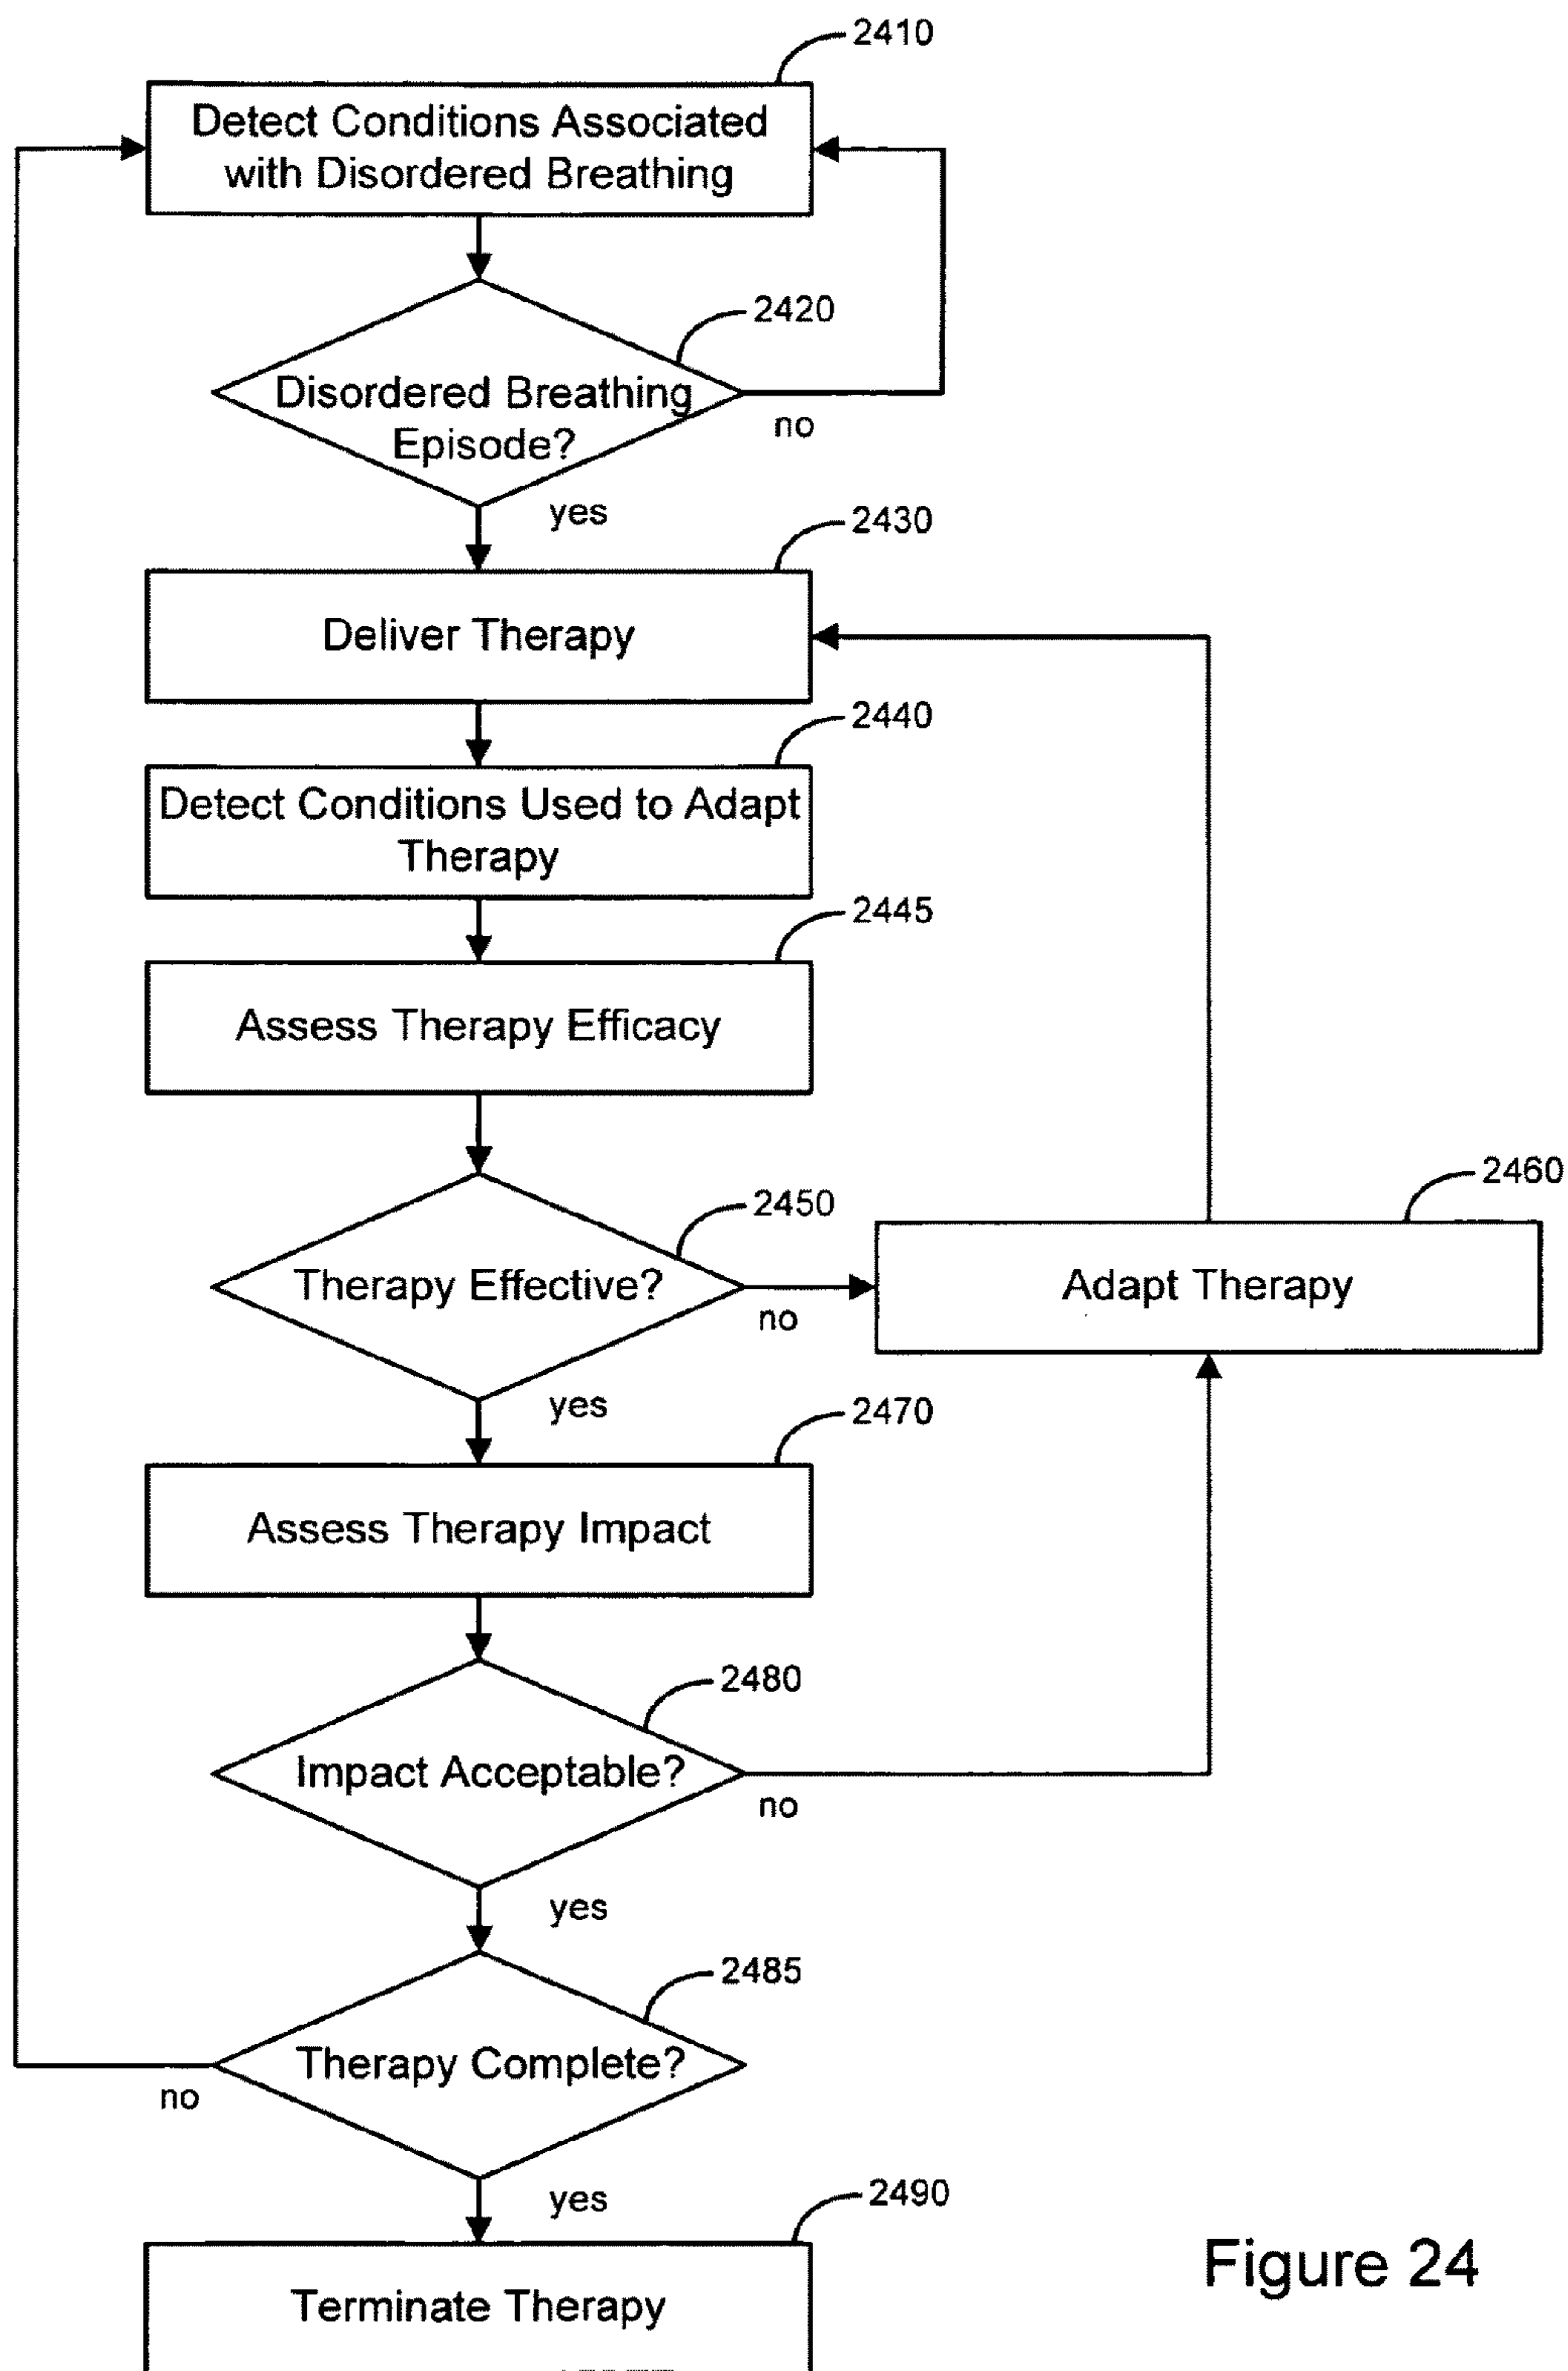 2410
Detect Conditions Associated
with Disordered Breathing
2420
Disordered Breathing
Episode?
no
yes
2430
Deliver Therapy
2440
Detect Conditions Used to Adapt
Therapy
2445
Assess Therapy Efficacy
2450
Therapy Effective?
no
2460
Adapt Therapy
yes
2470
Assess Therapy Impact
2480
Impact Acceptable?
no
yes
2485
Therapy Complete?
no
yes
2490
Terminate Therapy
Figure 24